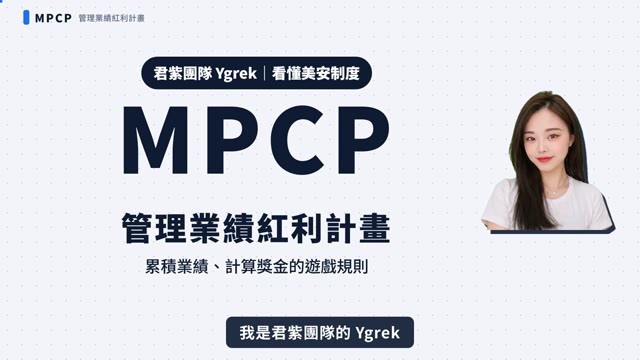 MPCP 管理業績紅利計畫
君紫團隊 Ygrek｜看懂美安制度
MPCP
管理業績紅利計畫
累積業績、計算獎金的遊戲規則
我是君紫團隊的 Ygrek